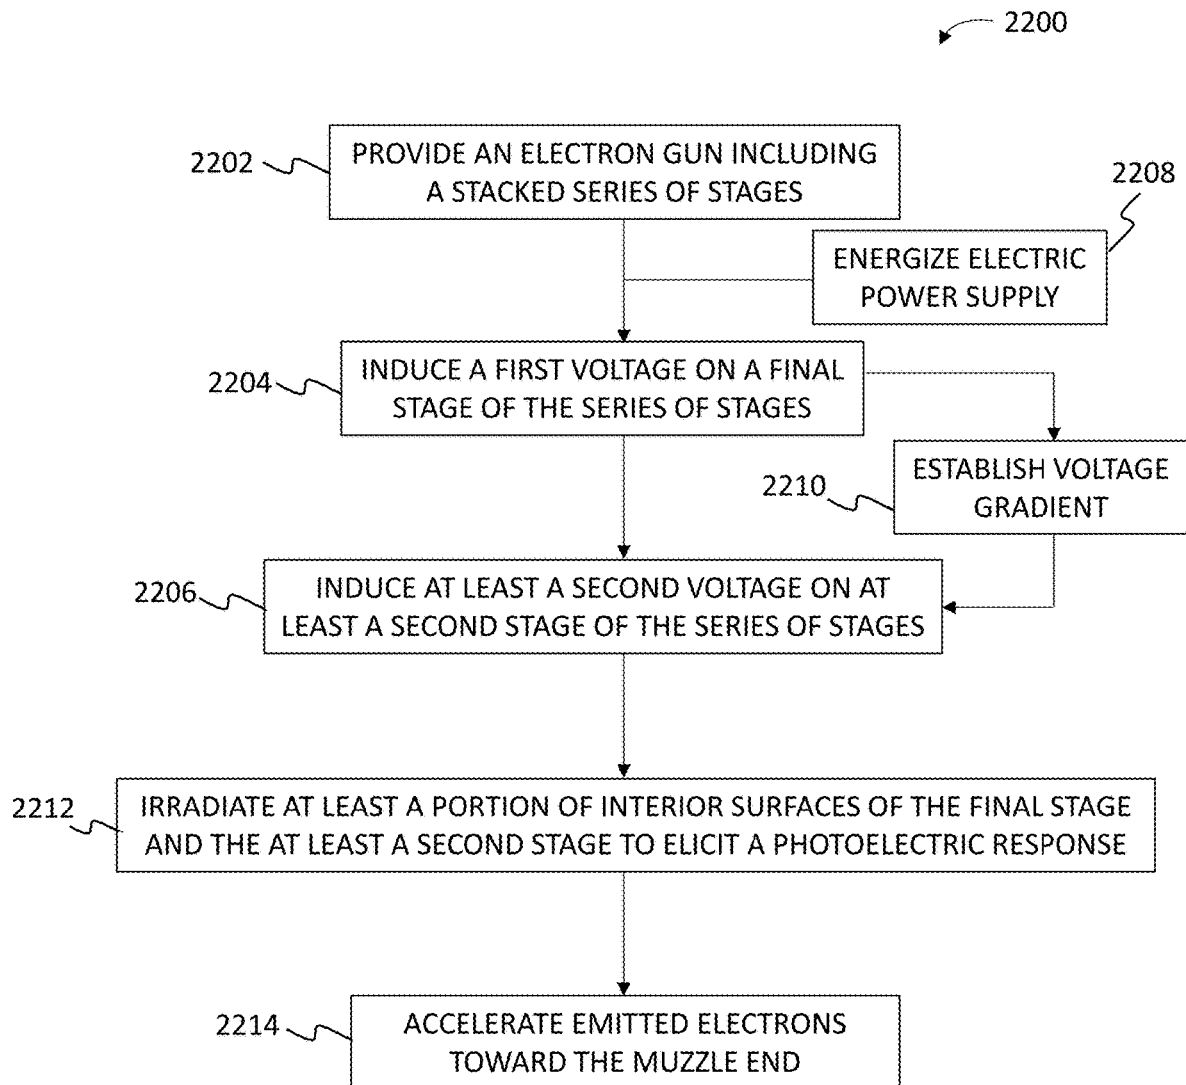 2200
2202
PROVIDE AN ELECTRON GUN INCLUDING
A STACKED SERIES OF STAGES
2208
ENERGIZE ELECTRIC
POWER SUPPLY
2204
INDUCE A FIRST VOLTAGE ON A FINAL
STAGE OF THE SERIES OF STAGES
2210
ESTABLISH VOLTAGE
GRADIENT
2206
INDUCE AT LEAST A SECOND VOLTAGE ON AT
LEAST A SECOND STAGE OF THE SERIES OF STAGES
2212
IRRADIATE AT LEAST A PORTION OF INTERIOR SURFACES OF THE FINAL STAGE
AND THE AT LEAST A SECOND STAGE TO ELICIT A PHOTOELECTRIC RESPONSE
2214
ACCELERATE EMITTED ELECTRONS
TOWARD THE MUZZLE END